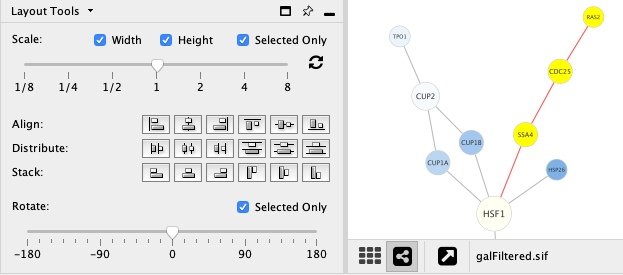 Layout Tools
Scale: Width Height Selected Only
1/8 1/4 1/2 1 2 4 8
Align:
Distribute:
Stack:
Rotate: Selected Only
-180 -90 0 90 180
RAS2
TPO1
CDC25
CUP2
SSA4
CUP1B
CUP1A
HSP26
HSF1
galFiltered.sif